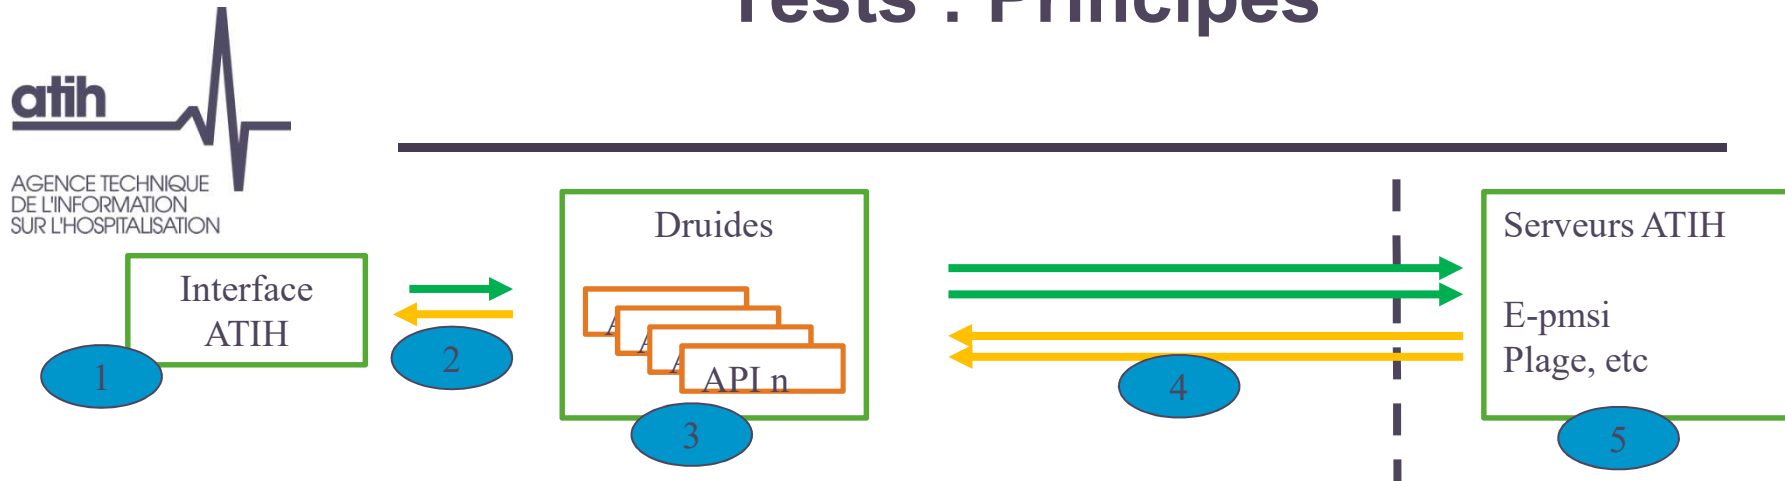 Tests : Principes
atih
AGENCE TECHNIQUE
DE L'INFORMATION
SUR L'HOSPITALISATION
Interface
ATIH
Druides
A
A
A
API n
Serveurs ATIH
E-pmsi
Plage, etc
1
2
3
4
5